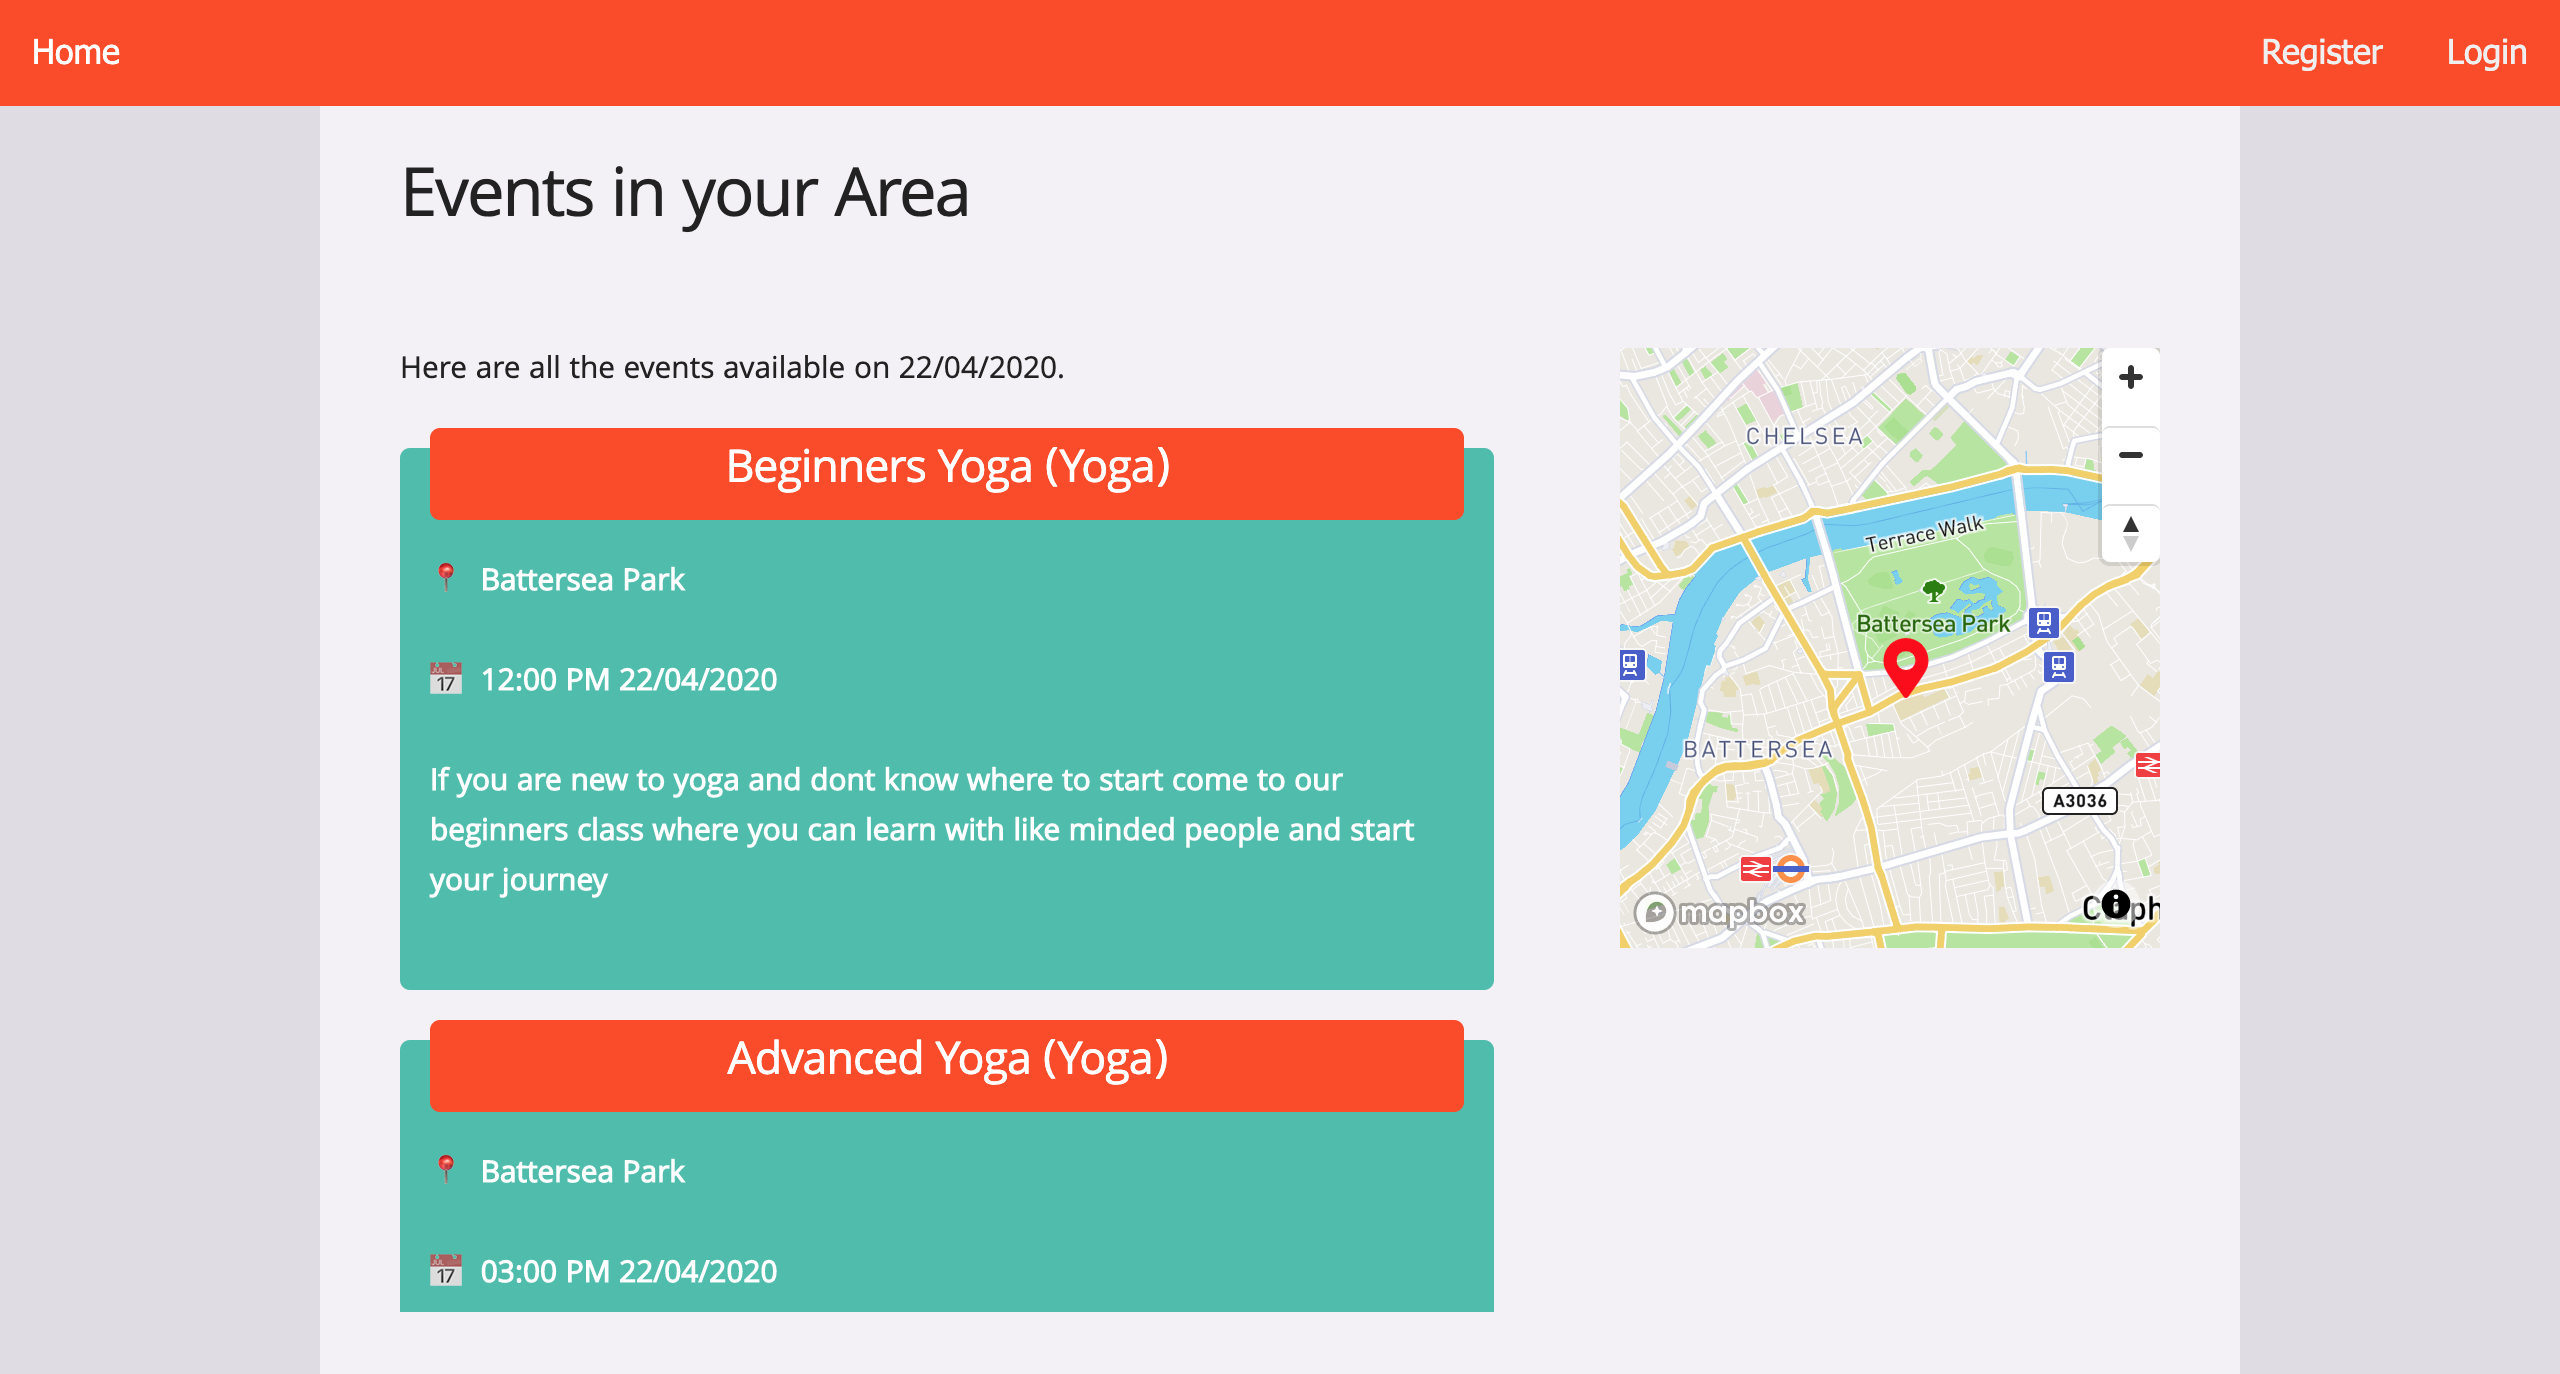 Home
Register
Login
Events in your Area
Here are all the events available on 22/04/2020.
Beginners Yoga (Yoga)
Battersea Park
JUL
17
12:00 PM 22/04/2020
If you are new to yoga and dont know where to start come to our
beginners class where you can learn with like minded people and start
your journey
Advanced Yoga (Yoga)
Battersea Park
JUL
17
03:00 PM 22/04/2020
CHELSEA
Terrace Walk
Battersea Park
BATTERSEA
A3036
mapbox